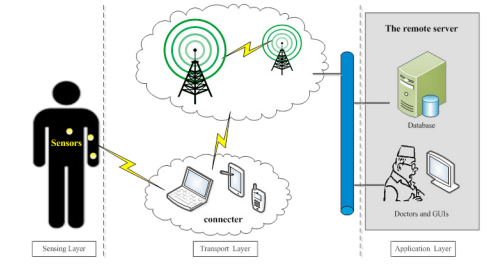 The remote server
Sensors
Database
connecter
Doctors and GUIs
Sensing Layer
Transport Layer
Application Layer